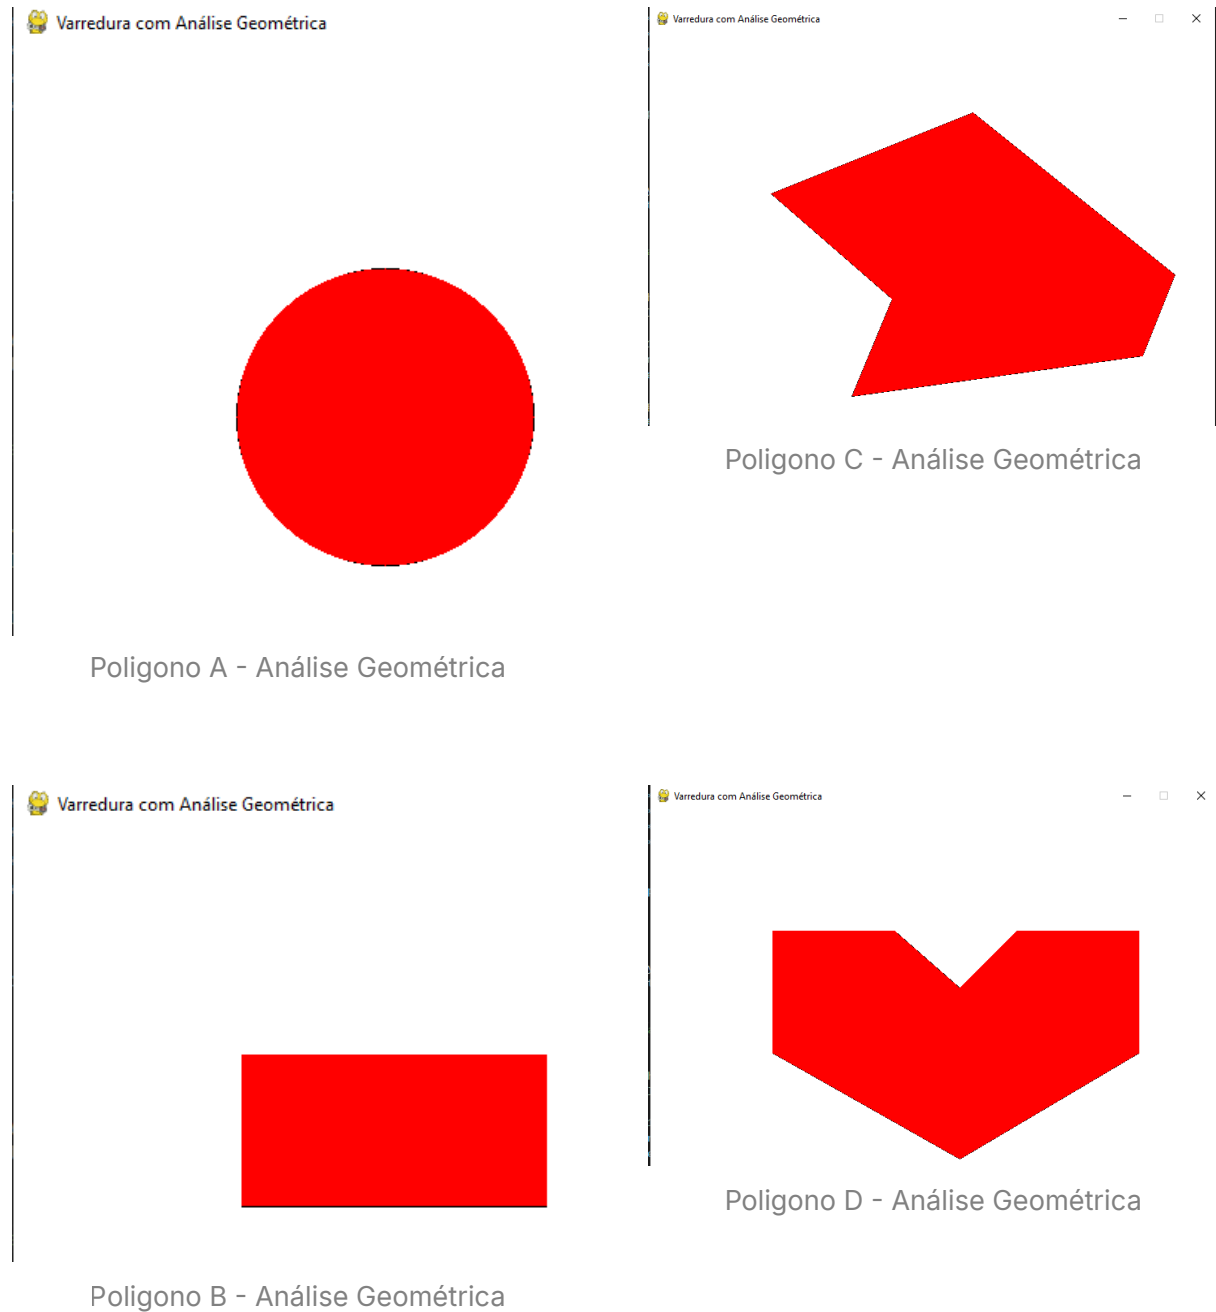 Varredura com Análise Geométrica
Poligono A - Análise Geométrica
Varredura com Análise Geométrica
Poligono C - Análise Geométrica
Varredura com Análise Geométrica
Poligono B - Análise Geométrica
Varredura com Análise Geométrica
Poligono D - Análise Geométrica